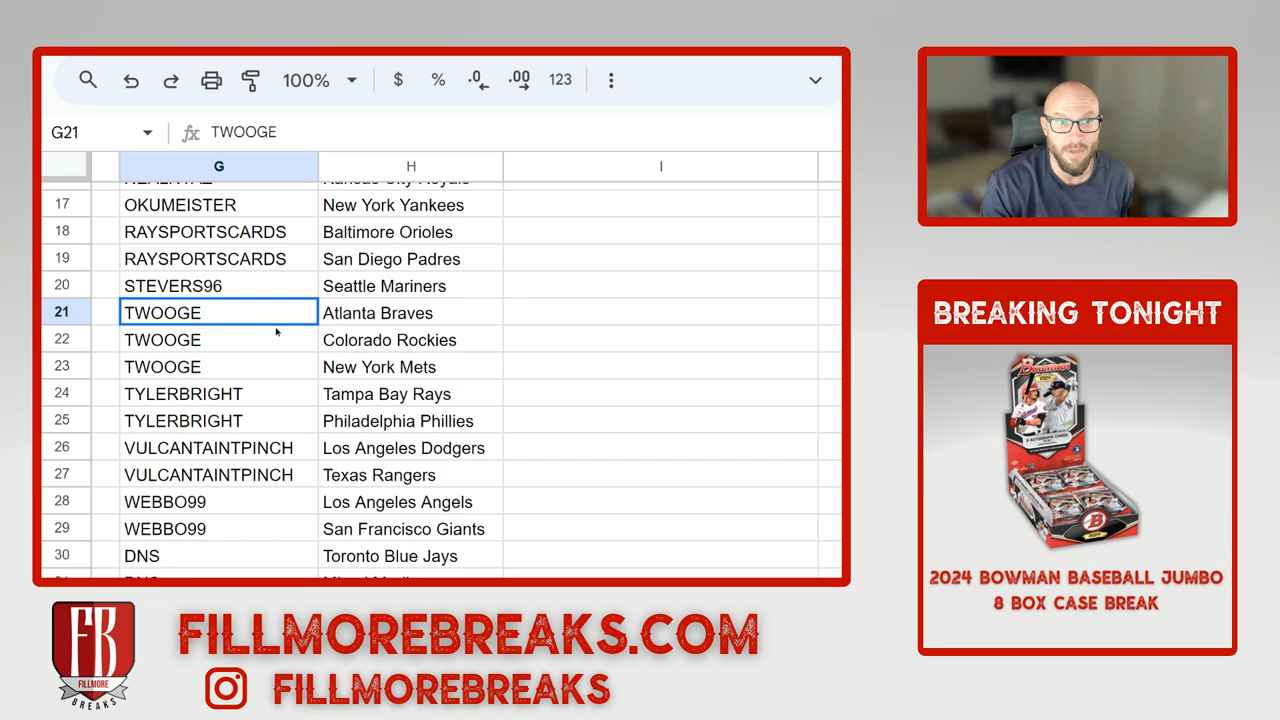 100% $ % .0 .00 123
G21 fx TWOOGE
G H I
17 OKUMEISTER New York Yankees
18 RAYSPORTSCARDS Baltimore Orioles
19 RAYSPORTSCARDS San Diego Padres
20 STEVERS96 Seattle Mariners
21 TWOOGE Atlanta Braves
22 TWOOGE Colorado Rockies
23 TWOOGE New York Mets
24 TYLERBRIGHT Tampa Bay Rays
25 TYLERBRIGHT Philadelphia Phillies
26 VULCANTAINTPINCH Los Angeles Dodgers
27 VULCANTAINTPINCH Texas Rangers
28 WEBBO99 Los Angeles Angels
29 WEBBO99 San Francisco Giants
30 DNS Toronto Blue Jays
BREAKING TONIGHT
Bowman
2024 BOWMAN BASEBALL JUMBO
8 BOX CASE BREAK
FB
FILLMORE
BREAKS
FILLMOREBREAKS.COM
FILLMOREBREAKS